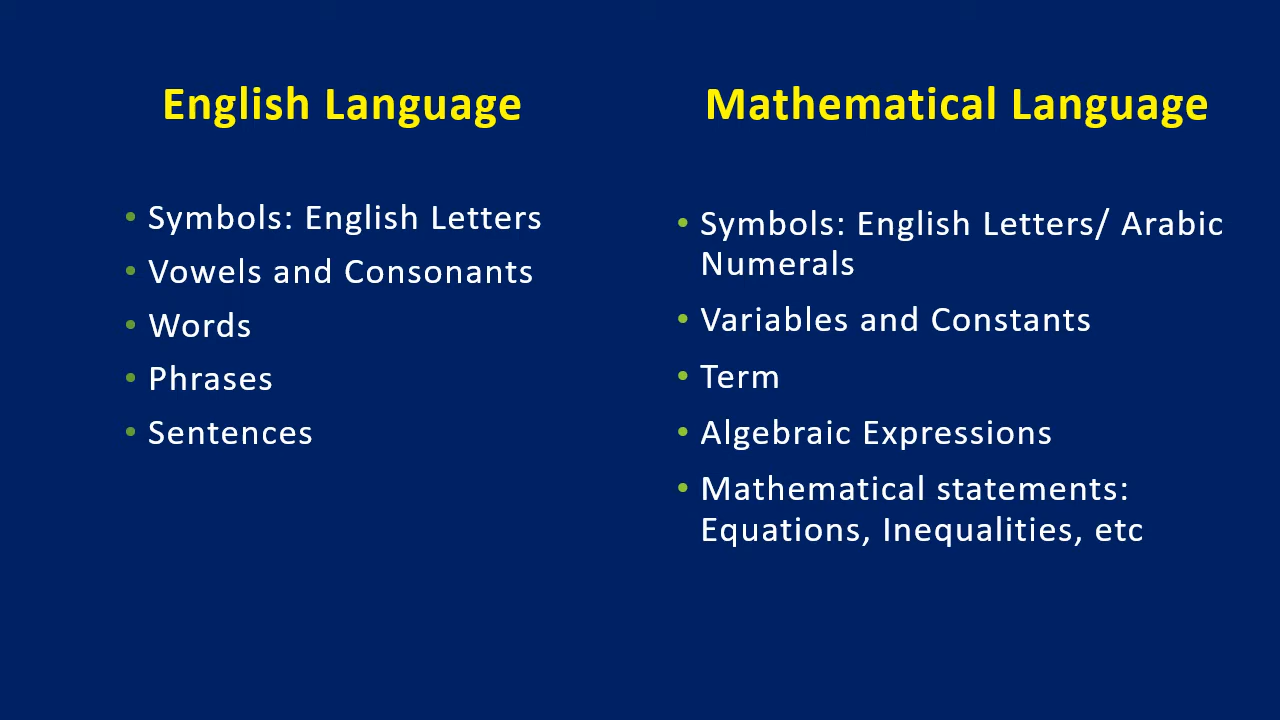 English Language
• Symbols: English Letters
• Vowels and Consonants
• Words
• Phrases
• Sentences
Mathematical Language
• Symbols: English Letters/ Arabic
Numerals
• Variables and Constants
• Term
• Algebraic Expressions
• Mathematical statements:
Equations, Inequalities, etc